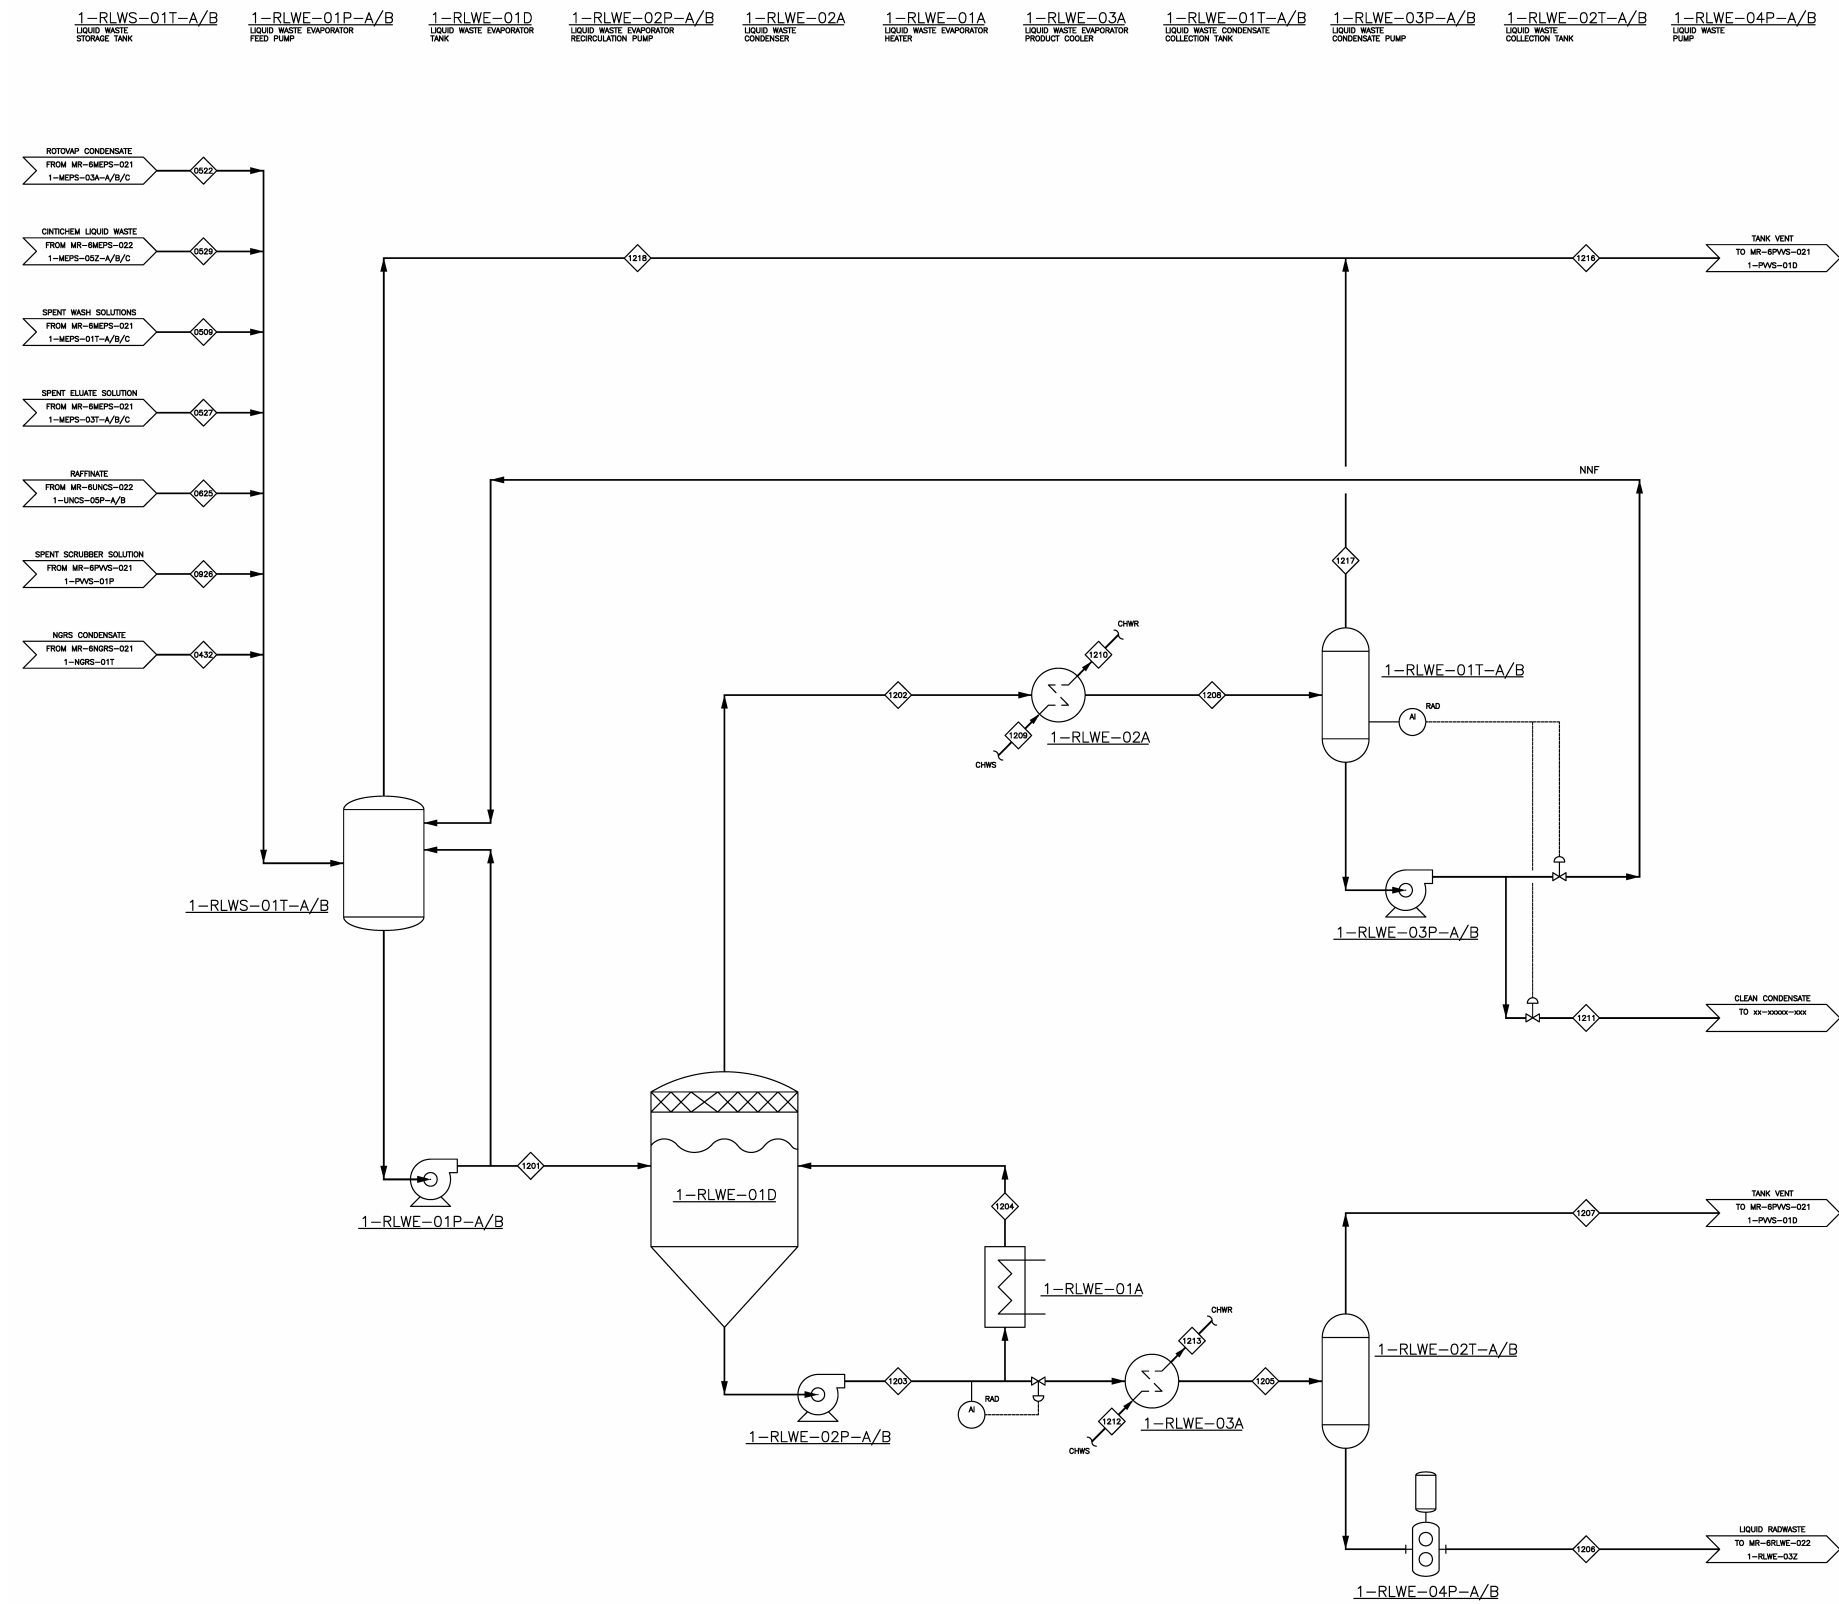 1-RLWS-01T-A/B
LIQUID WASTE
STORAGE TANK
1-RLWE-01P-A/B
LIQUID WASTE EVAPORATOR
FEED PUMP
1-RLWE-01D
LIQUID WASTE EVAPORATOR
TANK
1-RLWE-02P-A/B
LIQUID WASTE EVAPORATOR
RECIRCULATION PUMP
1-RLWE-02A
LIQUID WASTE
CONDENSER
1-RLWE-01A
LIQUID WASTE EVAPORATOR
HEATER
1-RLWE-03A
LIQUID WASTE EVAPORATOR
PRODUCT COOLER
1-RLWE-01T-A/B
LIQUID WASTE CONDENSATE
COLLECTION TANK
1-RLWE-03P-A/B
LIQUID WASTE
CONDENSATE PUMP
1-RLWE-02T-A/B
LIQUID WASTE
COLLECTION TANK
1-RLWE-04P-A/B
LIQUID WASTE
PUMP
ROTOVAP CONDENSATE
FROM MR-6MEPS-021
1-MEPS-03A-A/B/C
0522
CINTICHEM LIQUID WASTE
FROM MR-6MEPS-022
1-MEPS-05Z-A/B/C
0529
SPENT WASH SOLUTIONS
FROM MR-6MEPS-021
1-MEPS-01T-A/B/C
0509
SPENT ELUATE SOLUTION
FROM MR-6MEPS-021
1-MEPS-03T-A/B/C
0527
RAFFINATE
FROM MR-6UNCS-022
1-UNCS-05P-A/B
0625
SPENT SCRUBBER SOLUTION
FROM MR-6PVVS-021
1-PVVS-01P
0926
NGRS CONDENSATE
FROM MR-6NGRS-021
1-NGRS-01T
0432
1218
1216
TANK VENT
TO MR-6PVVS-021
1-PVVS-01D
NNF
1217
CHWR
1210
1202
1208
1209
CHWS
1-RLWE-02A
1-RLWE-01T-A/B
AI
RAD
1-RLWS-01T-A/B
1-RLWE-03P-A/B
CLEAN CONDENSATE
TO xx-xxxxx-xxx
1211
1201
1-RLWE-01P-A/B
1-RLWE-01D
1204
1-RLWE-01A
TANK VENT
TO MR-6PVVS-021
1-PVVS-01D
1207
CHWR
1213
1-RLWE-02T-A/B
1203
1205
AI
RAD
1212
CHWS
1-RLWE-03A
1-RLWE-02P-A/B
LIQUID RADWASTE
TO MR-6RLWE-022
1-RLWE-03Z
1206
1-RLWE-04P-A/B